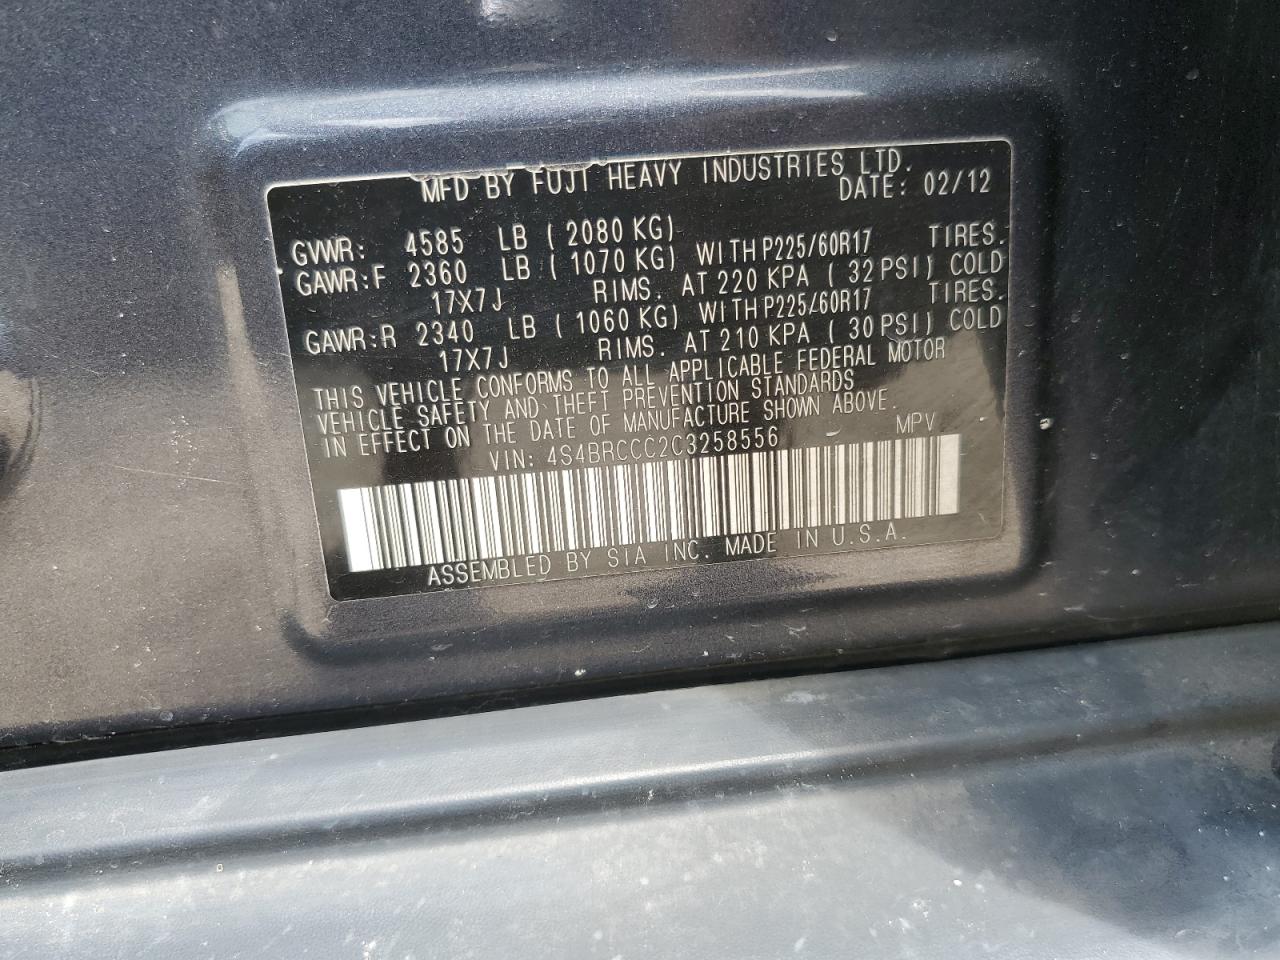 MFD BY FUJI HEAVY INDUSTRIES LTD.
DATE: 02/12
GVWR: 4585 LB (2080 KG)
GAWR:F 2360 LB (1070 KG) WITH P225/60R17 TIRES.
17X7J RIMS. AT 220 KPA (32 PSI) COLD
GAWR:R 2340 LB (1060 KG) WITH P225/60R17 TIRES.
17X7J RIMS. AT 210 KPA (30 PSI) COLD
THIS VEHICLE CONFORMS TO ALL APPLICABLE FEDERAL MOTOR
VEHICLE SAFETY AND THEFT PREVENTION STANDARDS
IN EFFECT ON THE DATE OF MANUFACTURE SHOWN ABOVE.
VIN: 4S4BRCCC2C3258556 MPV
ASSEMBLED BY SIA INC. MADE IN U.S.A.